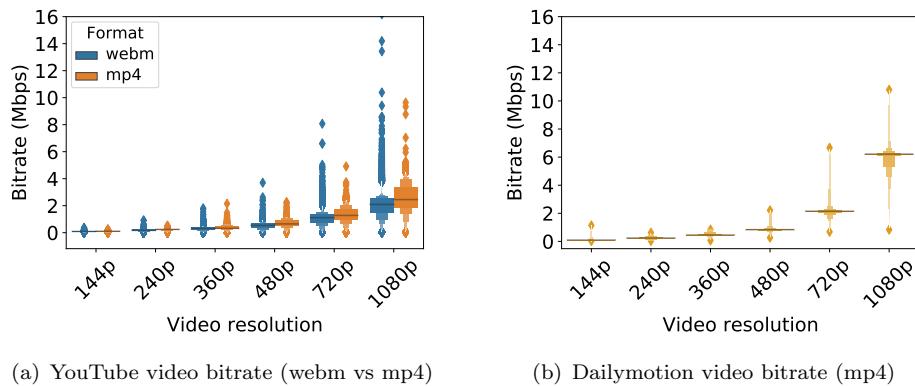 16
14
12
10
8
6
4
2
0
Bitrate (Mbps)
Format
webm
mp4
144p
240p
360p
480p
720p
1080p
Video resolution
(a) YouTube video bitrate (webm vs mp4)
16
14
12
10
8
6
4
2
0
Bitrate (Mbps)
144p
240p
360p
480p
720p
1080p
Video resolution
(b) Dailymotion video bitrate (mp4)